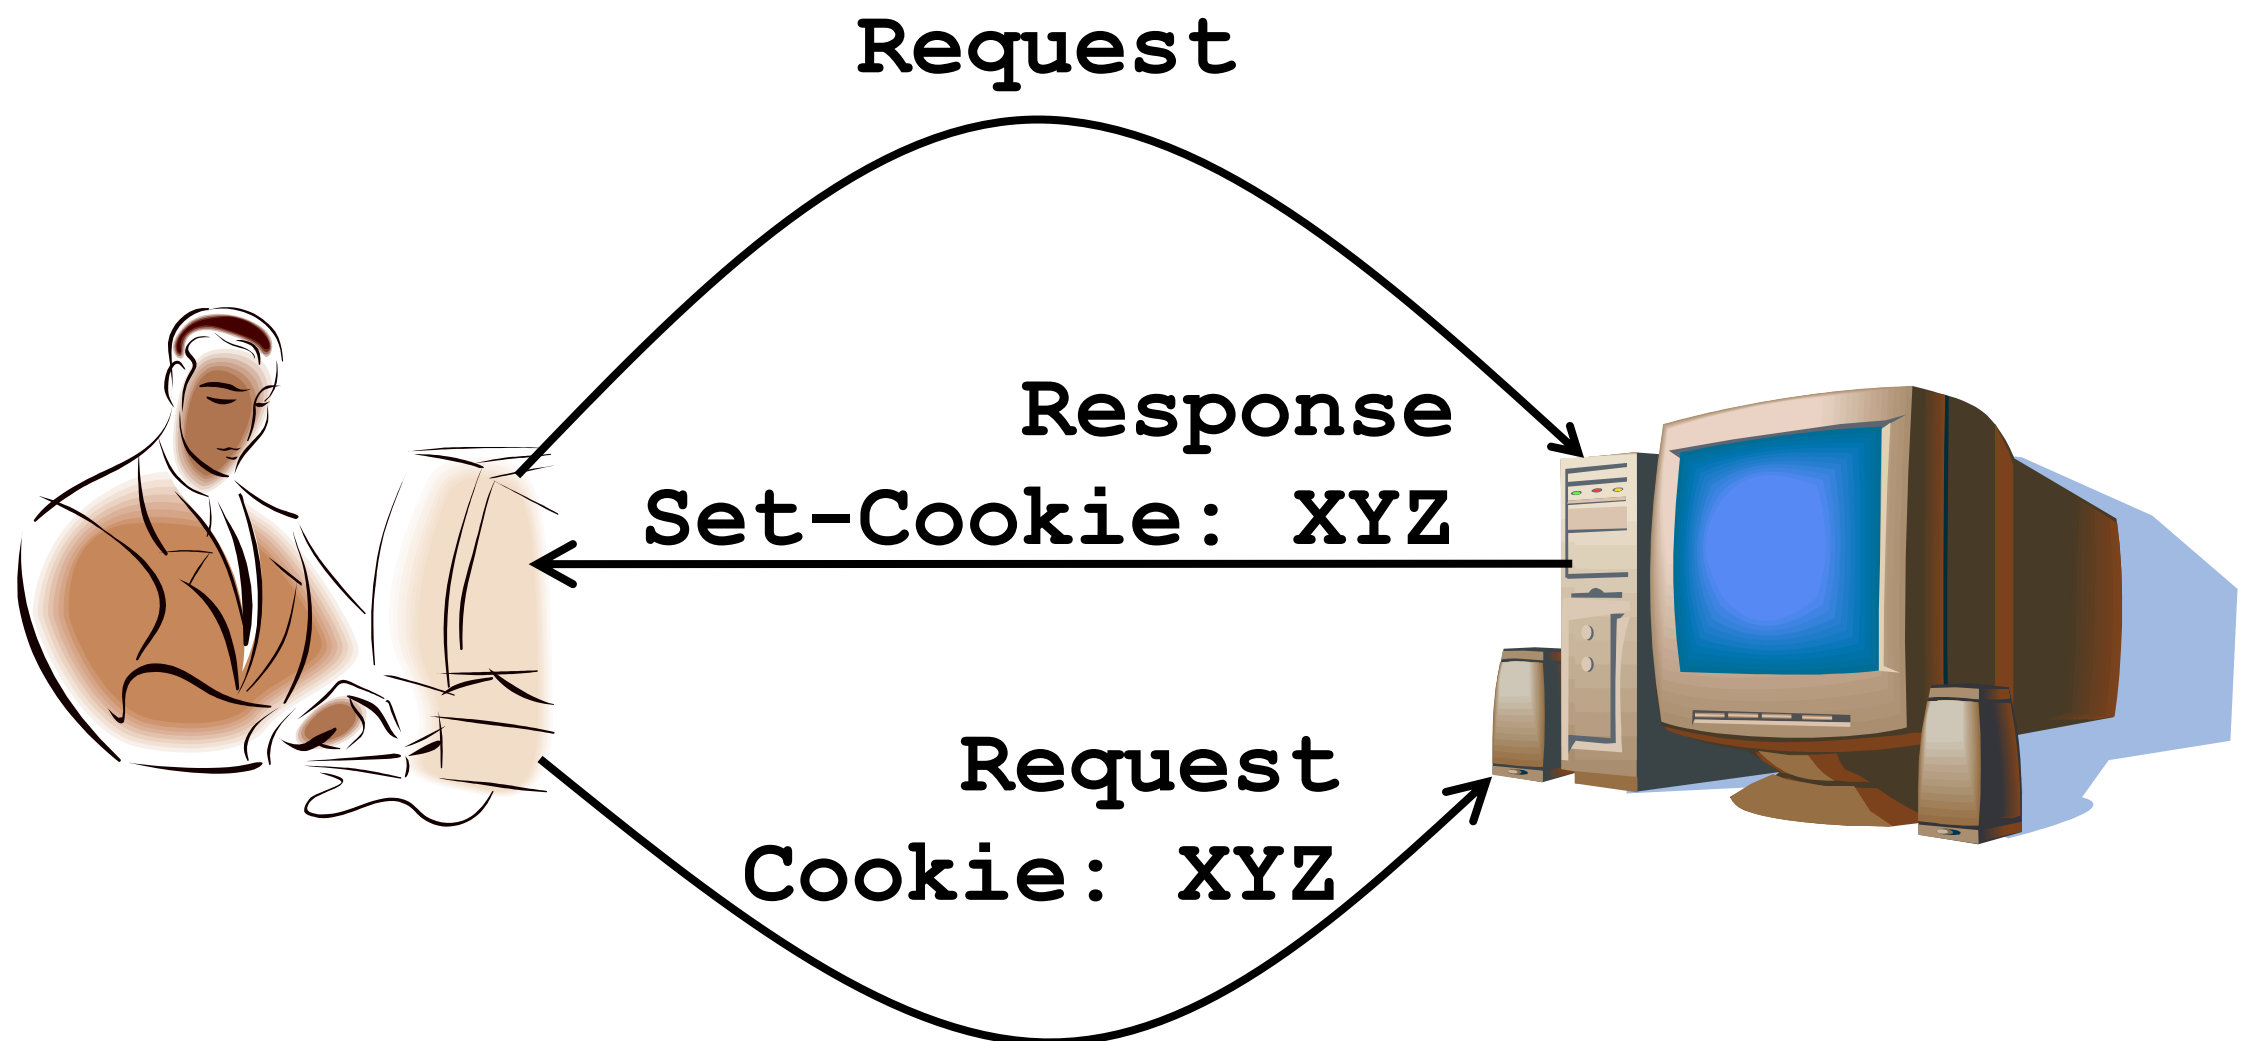 Request
Response
Set-Cookie: XYZ
Request
Cookie: XYZ